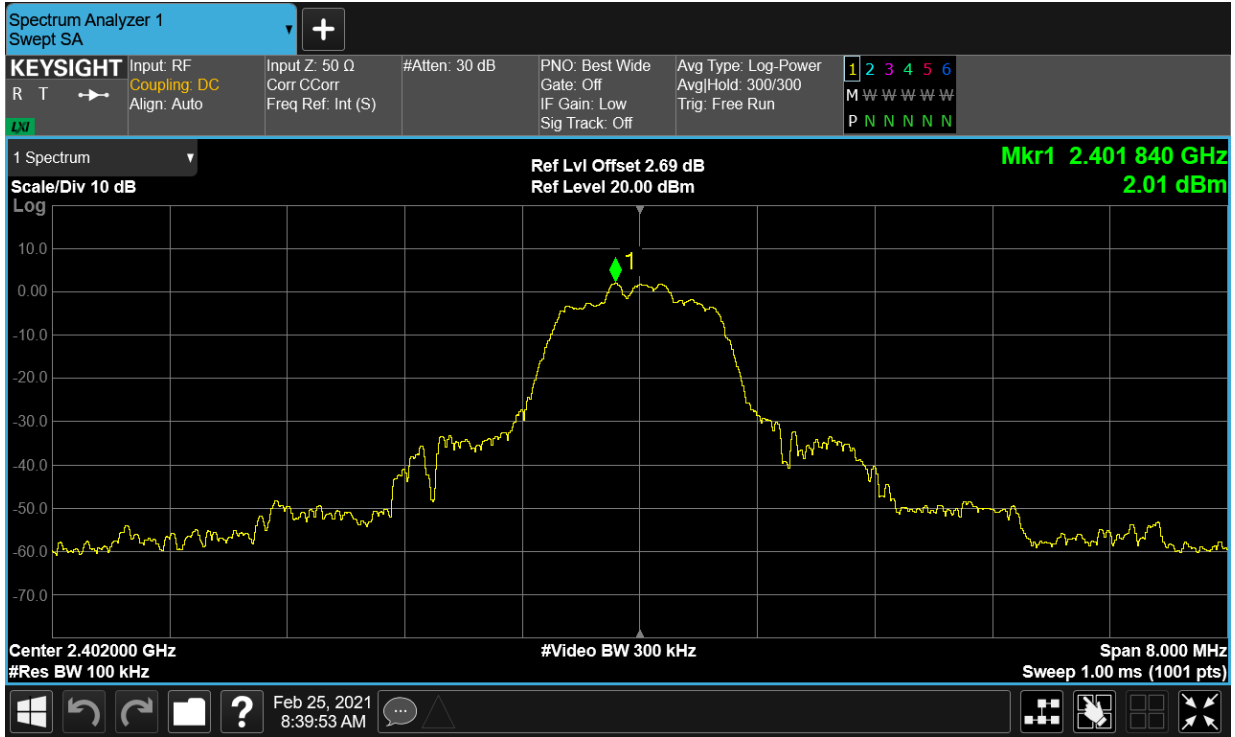 Spectrum Analyzer 1
Swept SA
KEYSIGHT
R T
LXI
Input: RF
Coupling: DC
Align: Auto
Input Z: 50 Ω
Corr CCorr
Freq Ref: Int (S)
#Atten: 30 dB
PNO: Best Wide
Gate: Off
IF Gain: Low
Sig Track: Off
Avg Type: Log-Power
Avg|Hold: 300/300
Trig: Free Run
1 2 3 4 5 6
M W W W W W
P N N N N N
1 Spectrum
Scale/Div 10 dB
Log
Ref Lvl Offset 2.69 dB
Ref Level 20.00 dBm
Mkr1 2.401 840 GHz
2.01 dBm
1
10.0
0.00
-10.0
-20.0
-30.0
-40.0
-50.0
-60.0
-70.0
Center 2.402000 GHz
#Video BW 300 kHz
Span 8.000 MHz
#Res BW 100 kHz
Sweep 1.00 ms (1001 pts)
?
Feb 25, 2021
8:39:53 AM